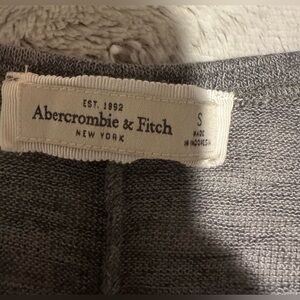 EST. 1892
Abercrombie & Fitch
NEW YORK
S
MADE
IN INDONESIA